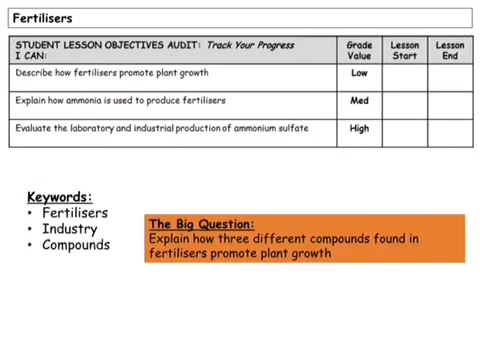 Fertilisers
STUDENT LESSON OBJECTIVES AUDIT: Track Your Progress
I CAN:
Grade Value
Lesson Start
Lesson End
Describe how fertilisers promote plant growth
Low
Explain how ammonia is used to produce fertilisers
Med
Evaluate the laboratory and industrial production of ammonium sulfate
High
Keywords:
• Fertilisers
• Industry
• Compounds
The Big Question:
Explain how three different compounds found in
fertilisers promote plant growth